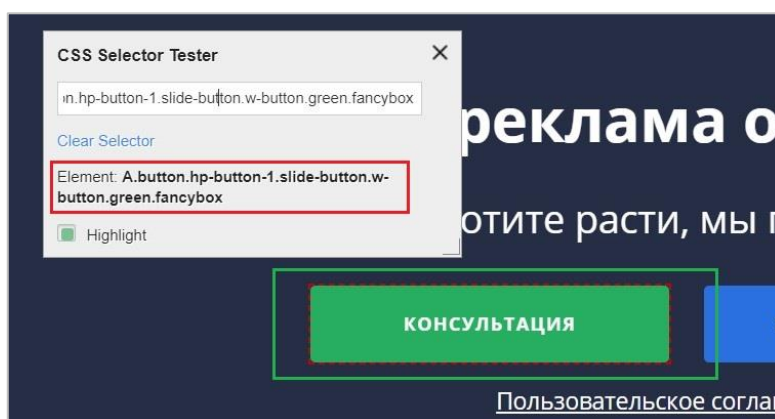 CSS Selector Tester
n.hp-button-1.slide-button.w-button.green.fancybox
Clear Selector
Element: A.button.hp-button-1.slide-button.w-
button.green.fancybox
Highlight
реклама о
отите расти, мы
КОНСУЛЬТАЦИЯ
Пользовательское согла